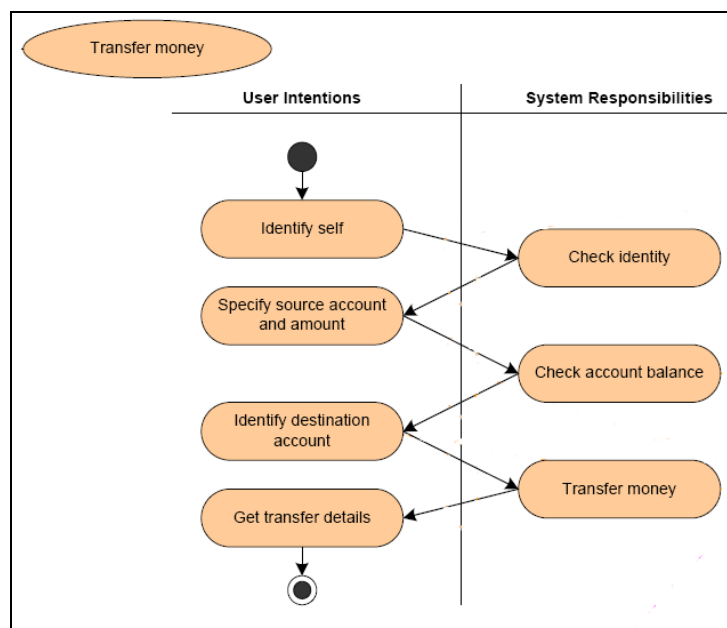 Transfer money
User Intentions
System Responsibilities
Identify self
Check identity
Specify source account
and amount
Check account balance
Identify destination
account
Transfer money
Get transfer details